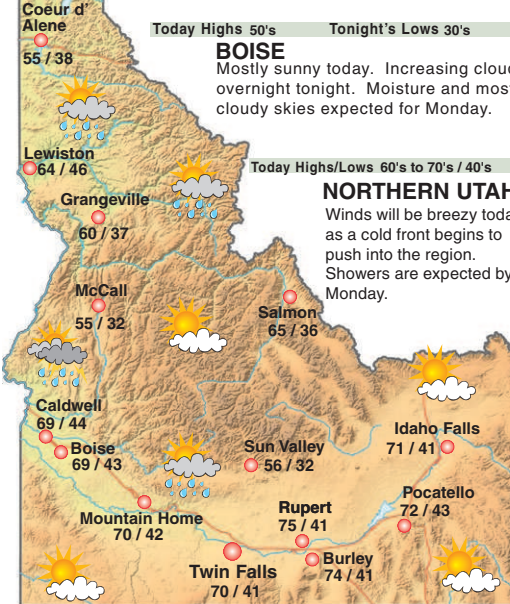 Coeur d'
Alene
55 / 38
Today Highs 50's Tonight's Lows 30's
BOISE
Mostly sunny today. Increasing
overnight tonight. Moisture and
cloudy skies expected for Monday.
Lewiston
64 / 46
Today Highs/Lows 60's to 70's / 40's
NORTHERN UTAH
Winds will be breezy
as a cold front begins to
push into the region.
Showers are expected by
Monday.
Grangeville
60 / 37
McCall
55 / 32
Salmon
65 / 36
Caldwell
69 / 44
Boise
69 / 43
Sun Valley
56 / 32
Idaho Falls
71 / 41
Mountain Home
70 / 42
Rupert
75 / 41
Pocatello
72 / 43
Twin Falls
70 / 41
Burley
74 / 41